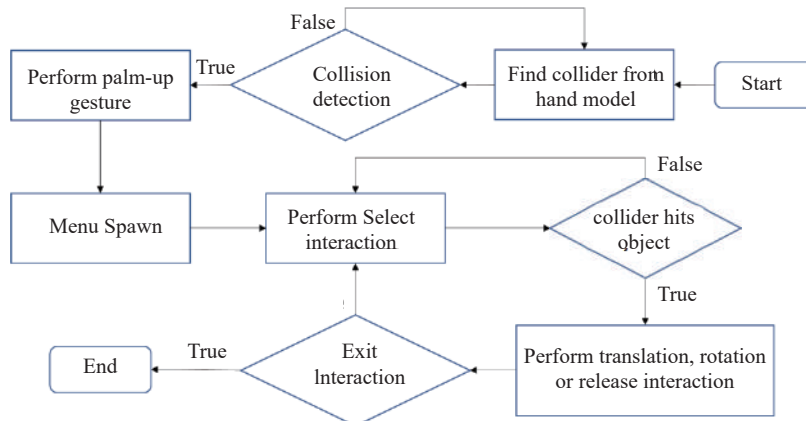 False
Perform palm-up
gesture
True
Collision
detection
Find collider from
hand model
Start
False
Menu Spawn
Perform Select
interaction
collider hits
object
True
End
True
Exit
Interaction
Perform translation, rotation
or release interaction